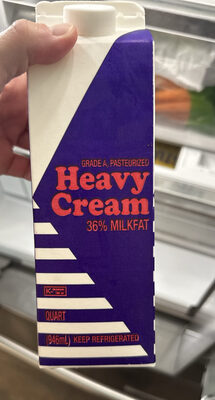 GRADE A, PASTEURIZED
Heavy
Cream
36% MILKFAT
QUART
(946mL) KEEP REFRIGERATED